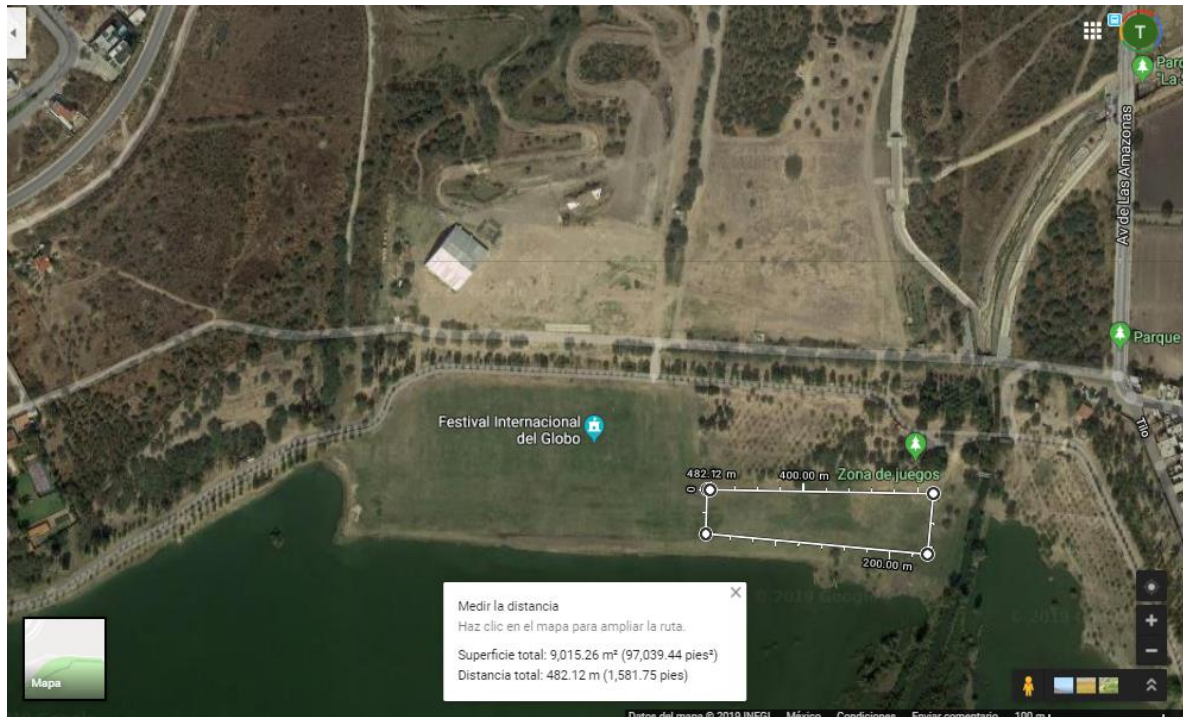 T
Parq
"La S
Av de Las Amazonas
Parque
Tilo
Festival Internacional
del Globo
482.12 m
400.00 m
Zona de juegos
0
200.00 m
Medir la distancia
Haz clic en el mapa para ampliar la ruta.
Superficie total: 9,015.26 m² (97,039.44 pies²)
Distancia total: 482.12 m (1,581.75 pies)
Mapa
Datos del mapa © 2019 INEGI México Condiciones Enviar comentario 100 m